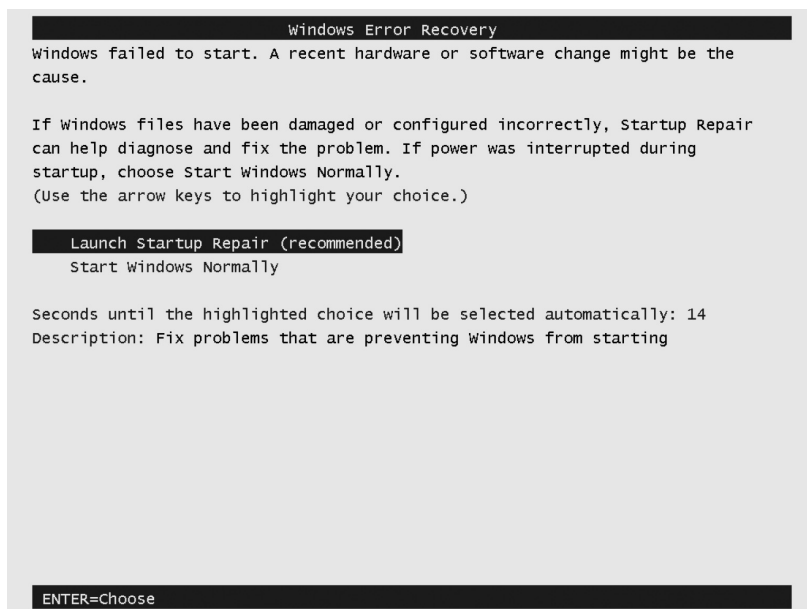 Windows Error Recovery
Windows failed to start. A recent hardware or software change might be the
cause.
If Windows files have been damaged or configured incorrectly, Startup Repair
can help diagnose and fix the problem. If power was interrupted during
startup, choose Start Windows Normally.
(Use the arrow keys to highlight your choice.)
Launch Startup Repair (recommended)
Start Windows Normally
Seconds until the highlighted choice will be selected automatically: 14
Description: Fix problems that are preventing Windows from starting
ENTER=Choose